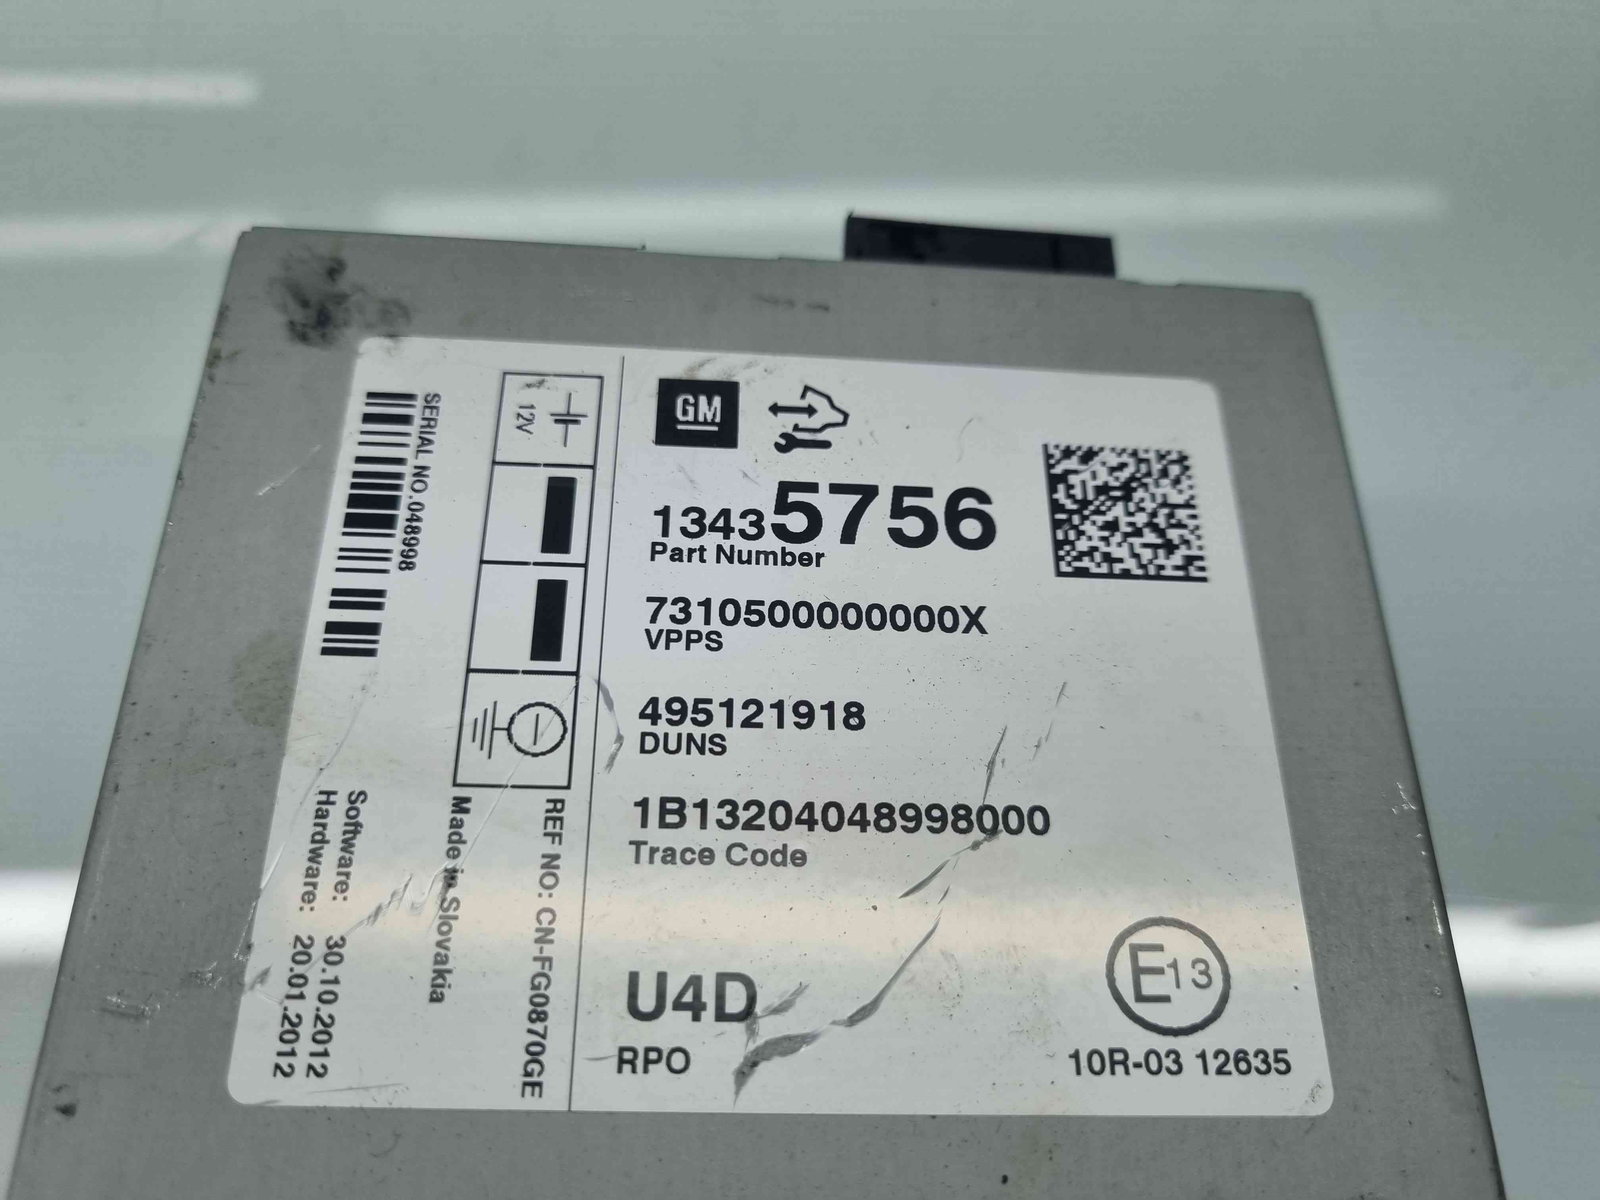 GM
13435756
Part Number
7310500000000X
VPPS
495121918
DUNS
1B13204048998000
Trace Code
U4D
RPO
E13
10R-03 12635
12V
SERIAL NO.048998
REF NO: CN-FG0870GE
Made in Slovakia
Software: 30.10.2012
Hardware: 20.01.2012